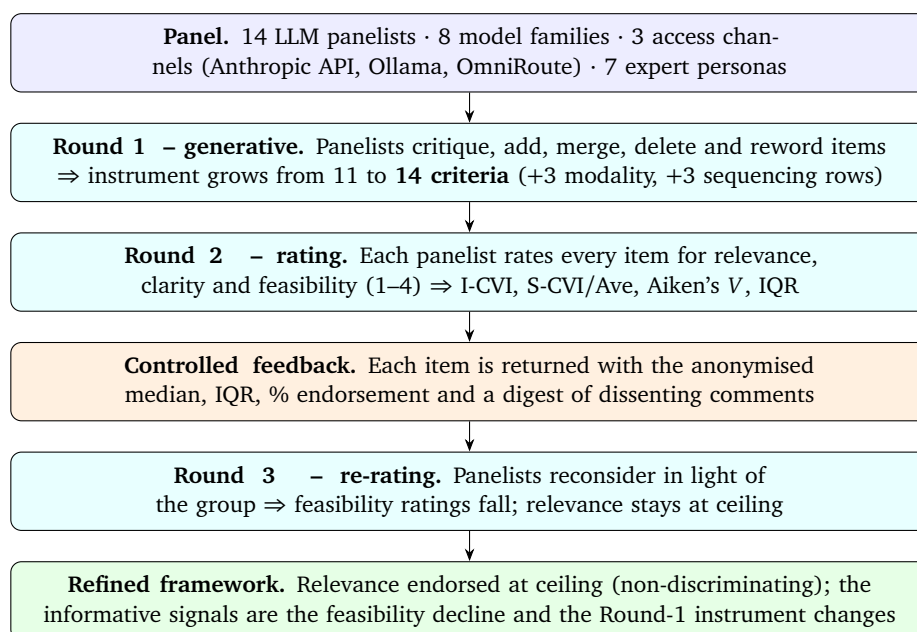 Panel. 14 LLM panelists · 8 model families · 3 access chan-
nels (Anthropic API, Ollama, OmniRoute) · 7 expert personas
Round 1 – generative. Panelists critique, add, merge, delete and reword items
⇒ instrument grows from 11 to 14 criteria (+3 modality, +3 sequencing rows)
Round 2 – rating. Each panelist rates every item for relevance,
clarity and feasibility (1–4) ⇒ I-CVI, S-CVI/Ave, Aiken's V, IQR
Controlled feedback. Each item is returned with the anonymised
median, IQR, % endorsement and a digest of dissenting comments
Round 3 – re-rating. Panelists reconsider in light of
the group ⇒ feasibility ratings fall; relevance stays at ceiling
Refined framework. Relevance endorsed at ceiling (non-discriminating); the
informative signals are the feasibility decline and the Round-1 instrument changes